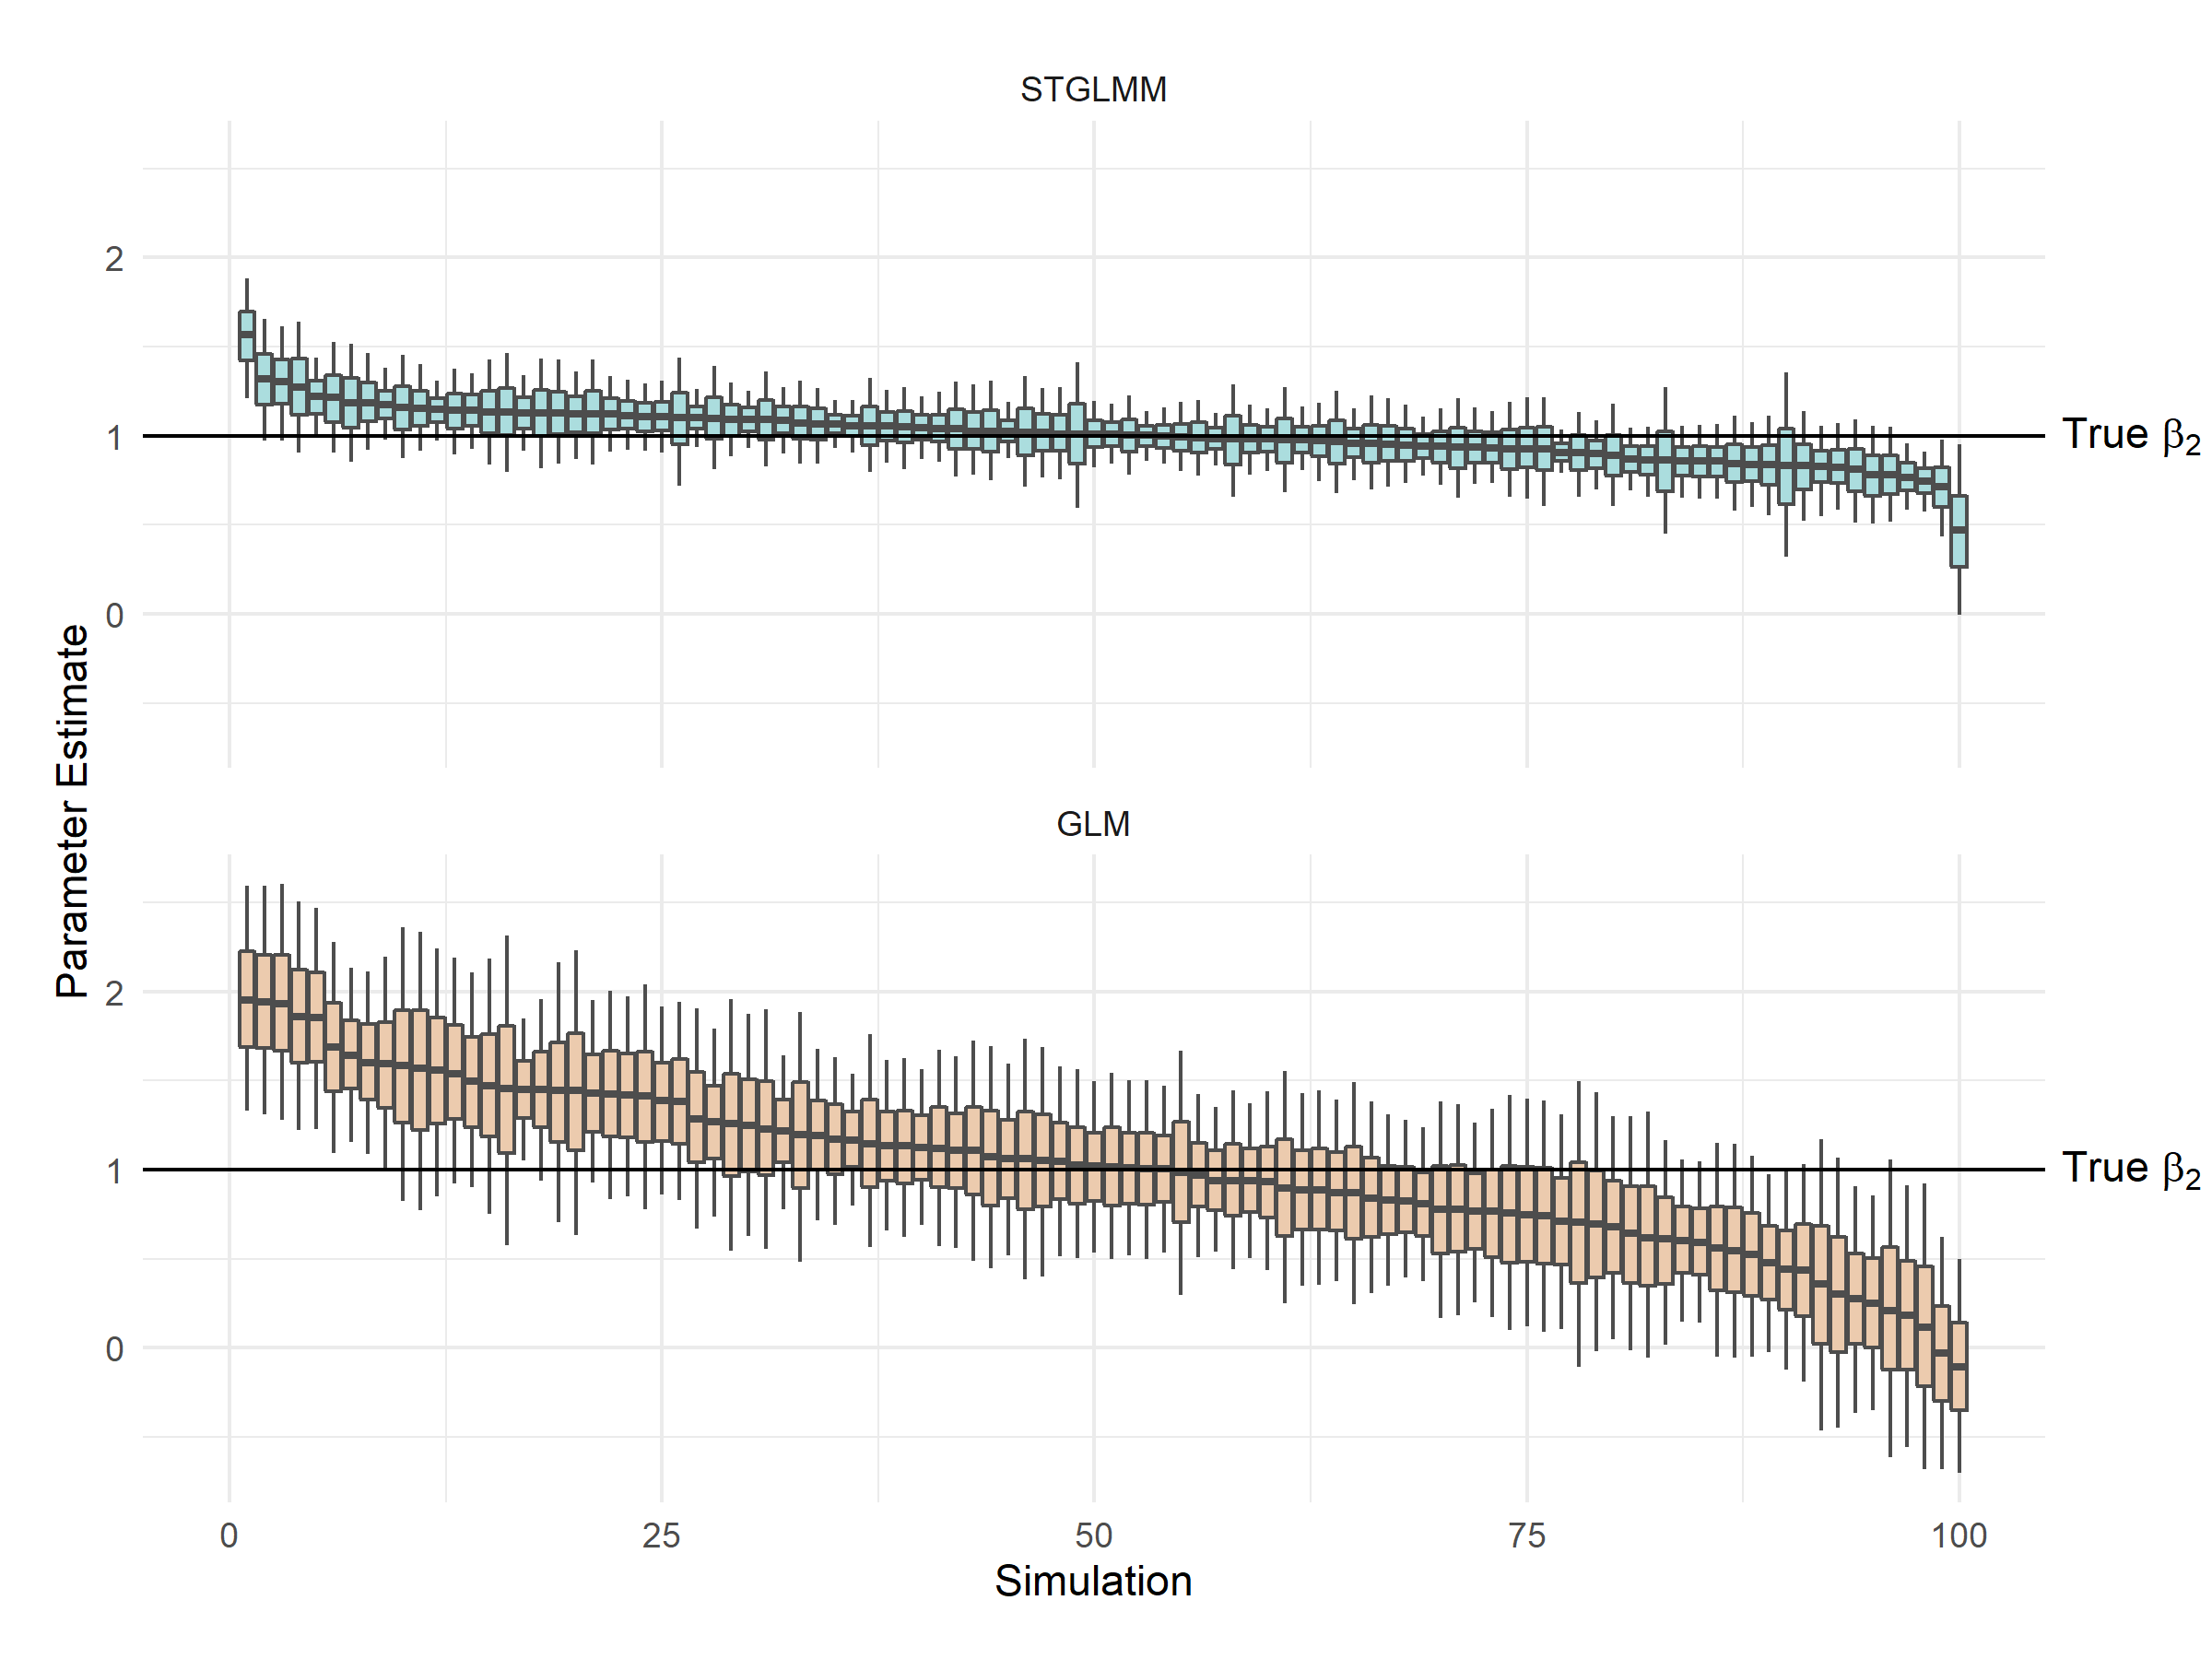 STGLMM
2
1
0
True β₂
Parameter Estimate
GLM
2
1
0
True β₂
0 25 50 75 100
Simulation